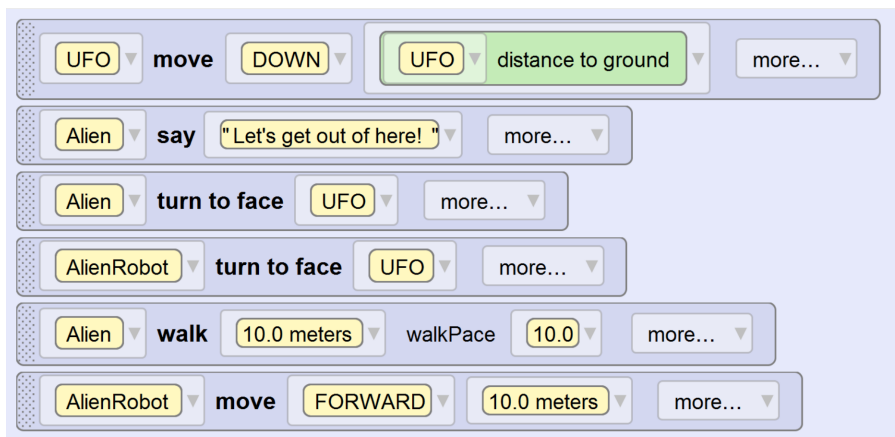 UFO move DOWN UFO distance to ground more...
Alien say "Let's get out of here! " more...
Alien turn to face UFO more...
AlienRobot turn to face UFO more...
Alien walk 10.0 meters walkPace 10.0 more...
AlienRobot move FORWARD 10.0 meters more...